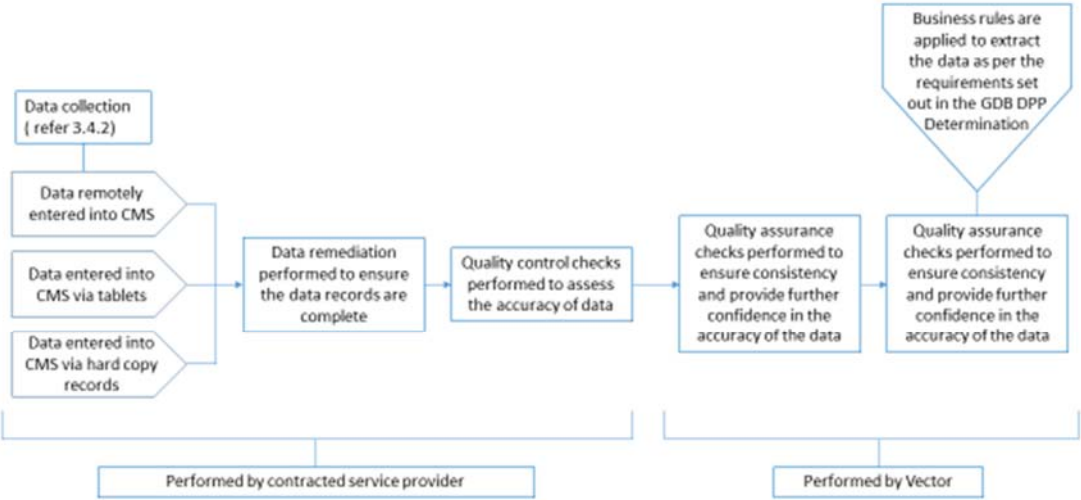 Business rules are
applied to extract
the data as per the
requirements set
out in the GDB DPP
Determination
Data collection
( refer 3.4.2)
Data remotely
entered into CMS
Data entered into
CMS via tablets
Data entered into
CMS via hard copy
records
Data remediation
performed to ensure
the data records are
complete
Quality control checks
performed to assess
the accuracy of data
Quality assurance
checks performed to
ensure consistency
and provide further
confidence in the
accuracy of the data
Quality assurance
checks performed to
ensure consistency
and provide further
confidence in the
accuracy of the data
Performed by contracted service provider
Performed by Vector